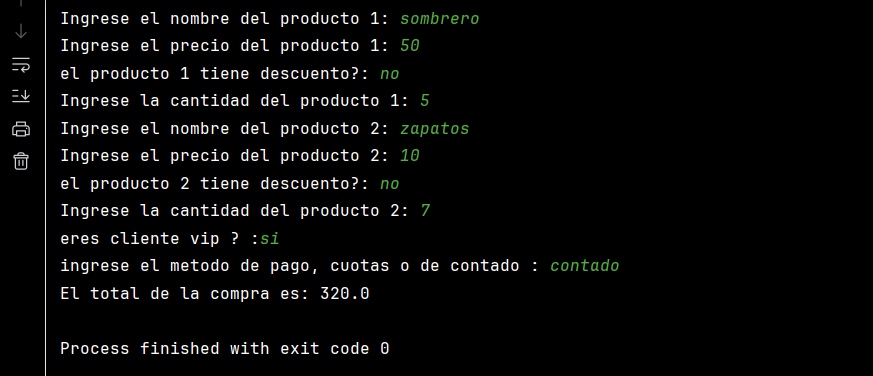 Ingrese el nombre del producto 1: sombrero
Ingrese el precio del producto 1: 50
el producto 1 tiene descuento?: no
Ingrese la cantidad del producto 1: 5
Ingrese el nombre del producto 2: zapatos
Ingrese el precio del producto 2: 10
el producto 2 tiene descuento?: no
Ingrese la cantidad del producto 2: 7
eres cliente vip ? :si
ingrese el metodo de pago, cuotas o de contado : contado
El total de la compra es: 320.0
Process finished with exit code 0